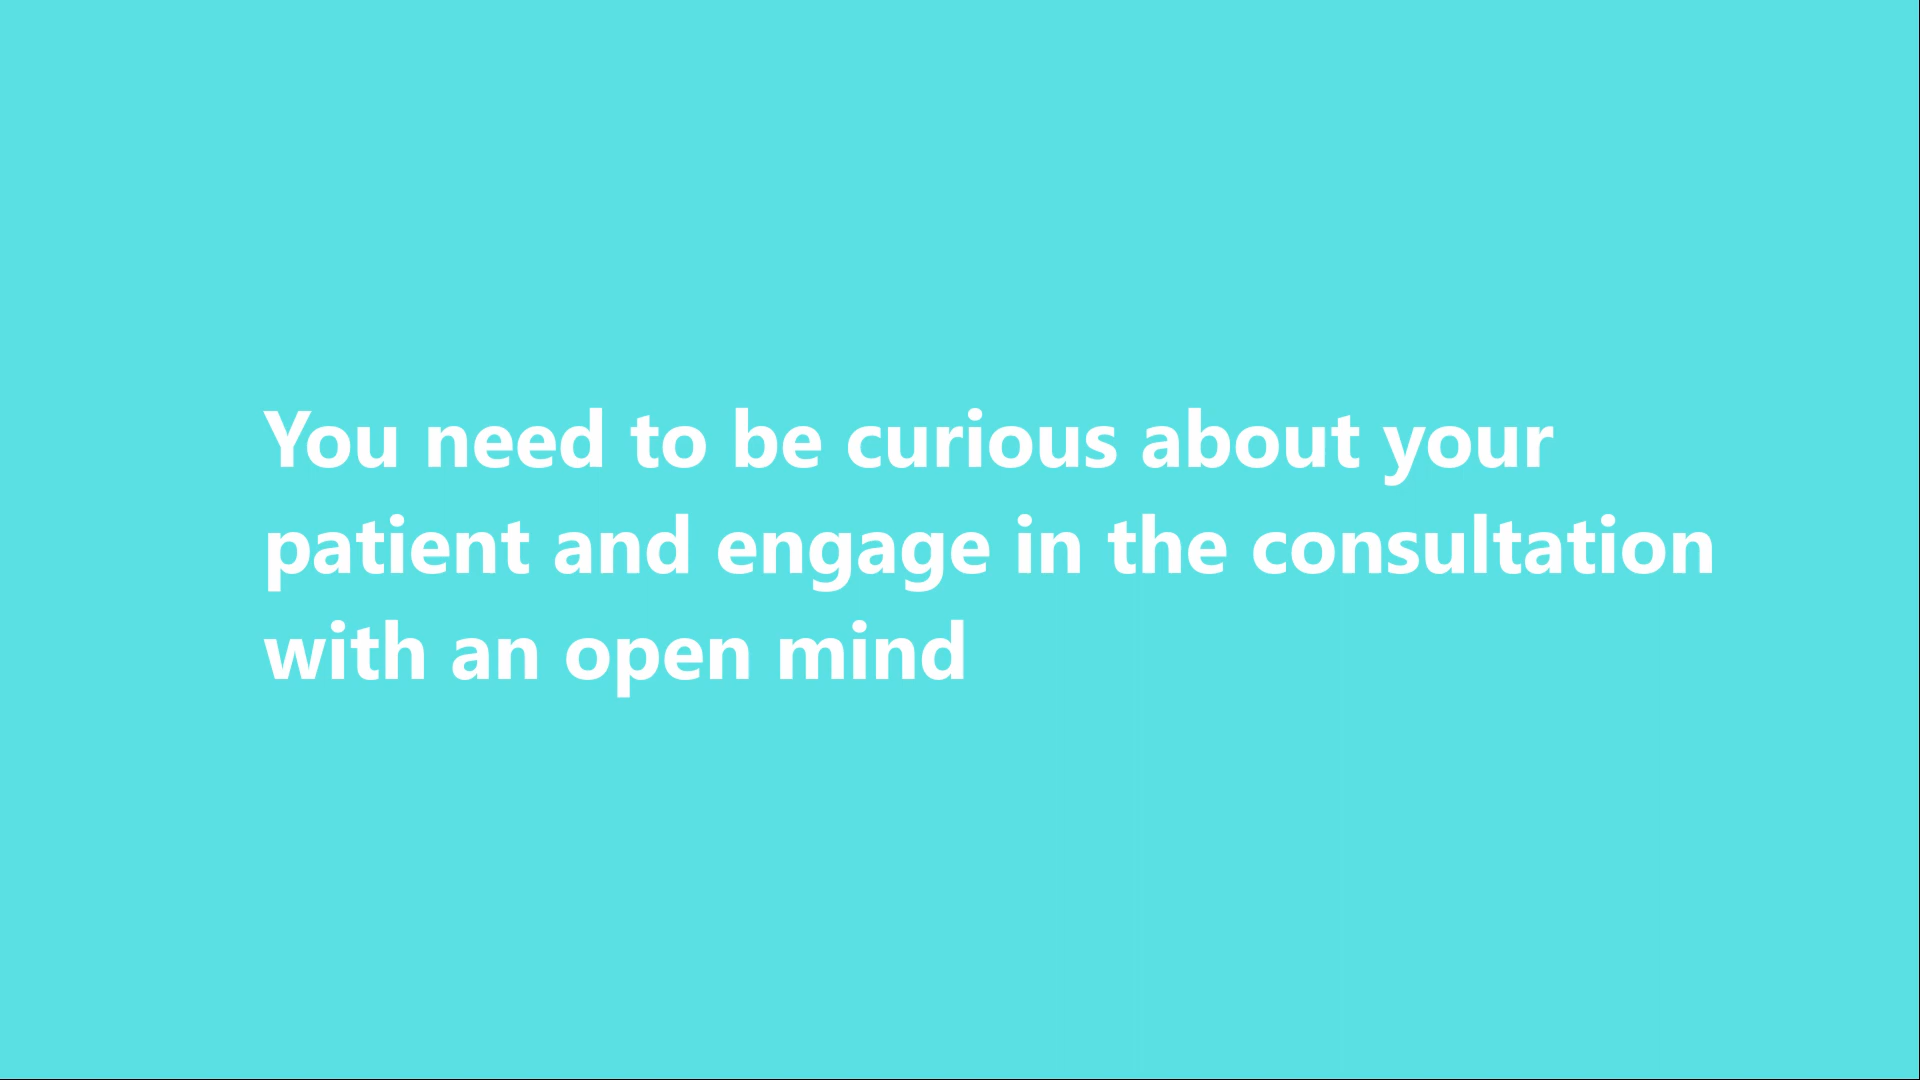 You need to be curious about your
patient and engage in the consultation
with an open mind